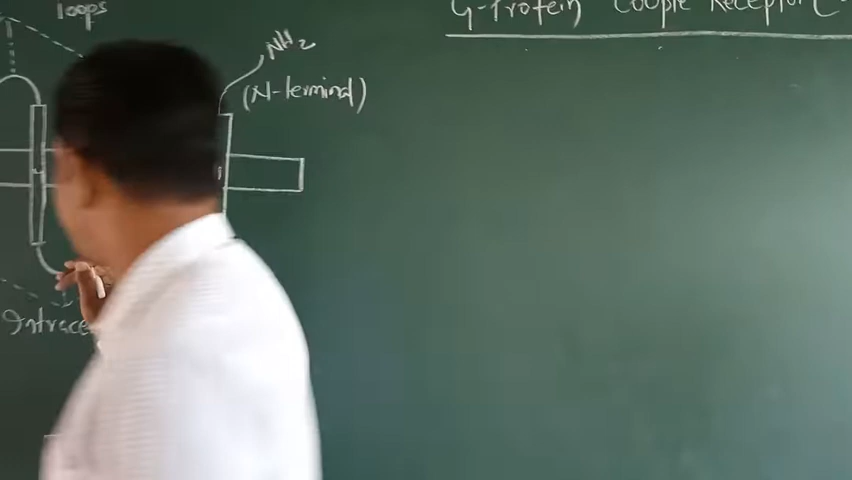 G-Protein Couple Receptor (
loops
NH2
(N-terminal)
Intrace